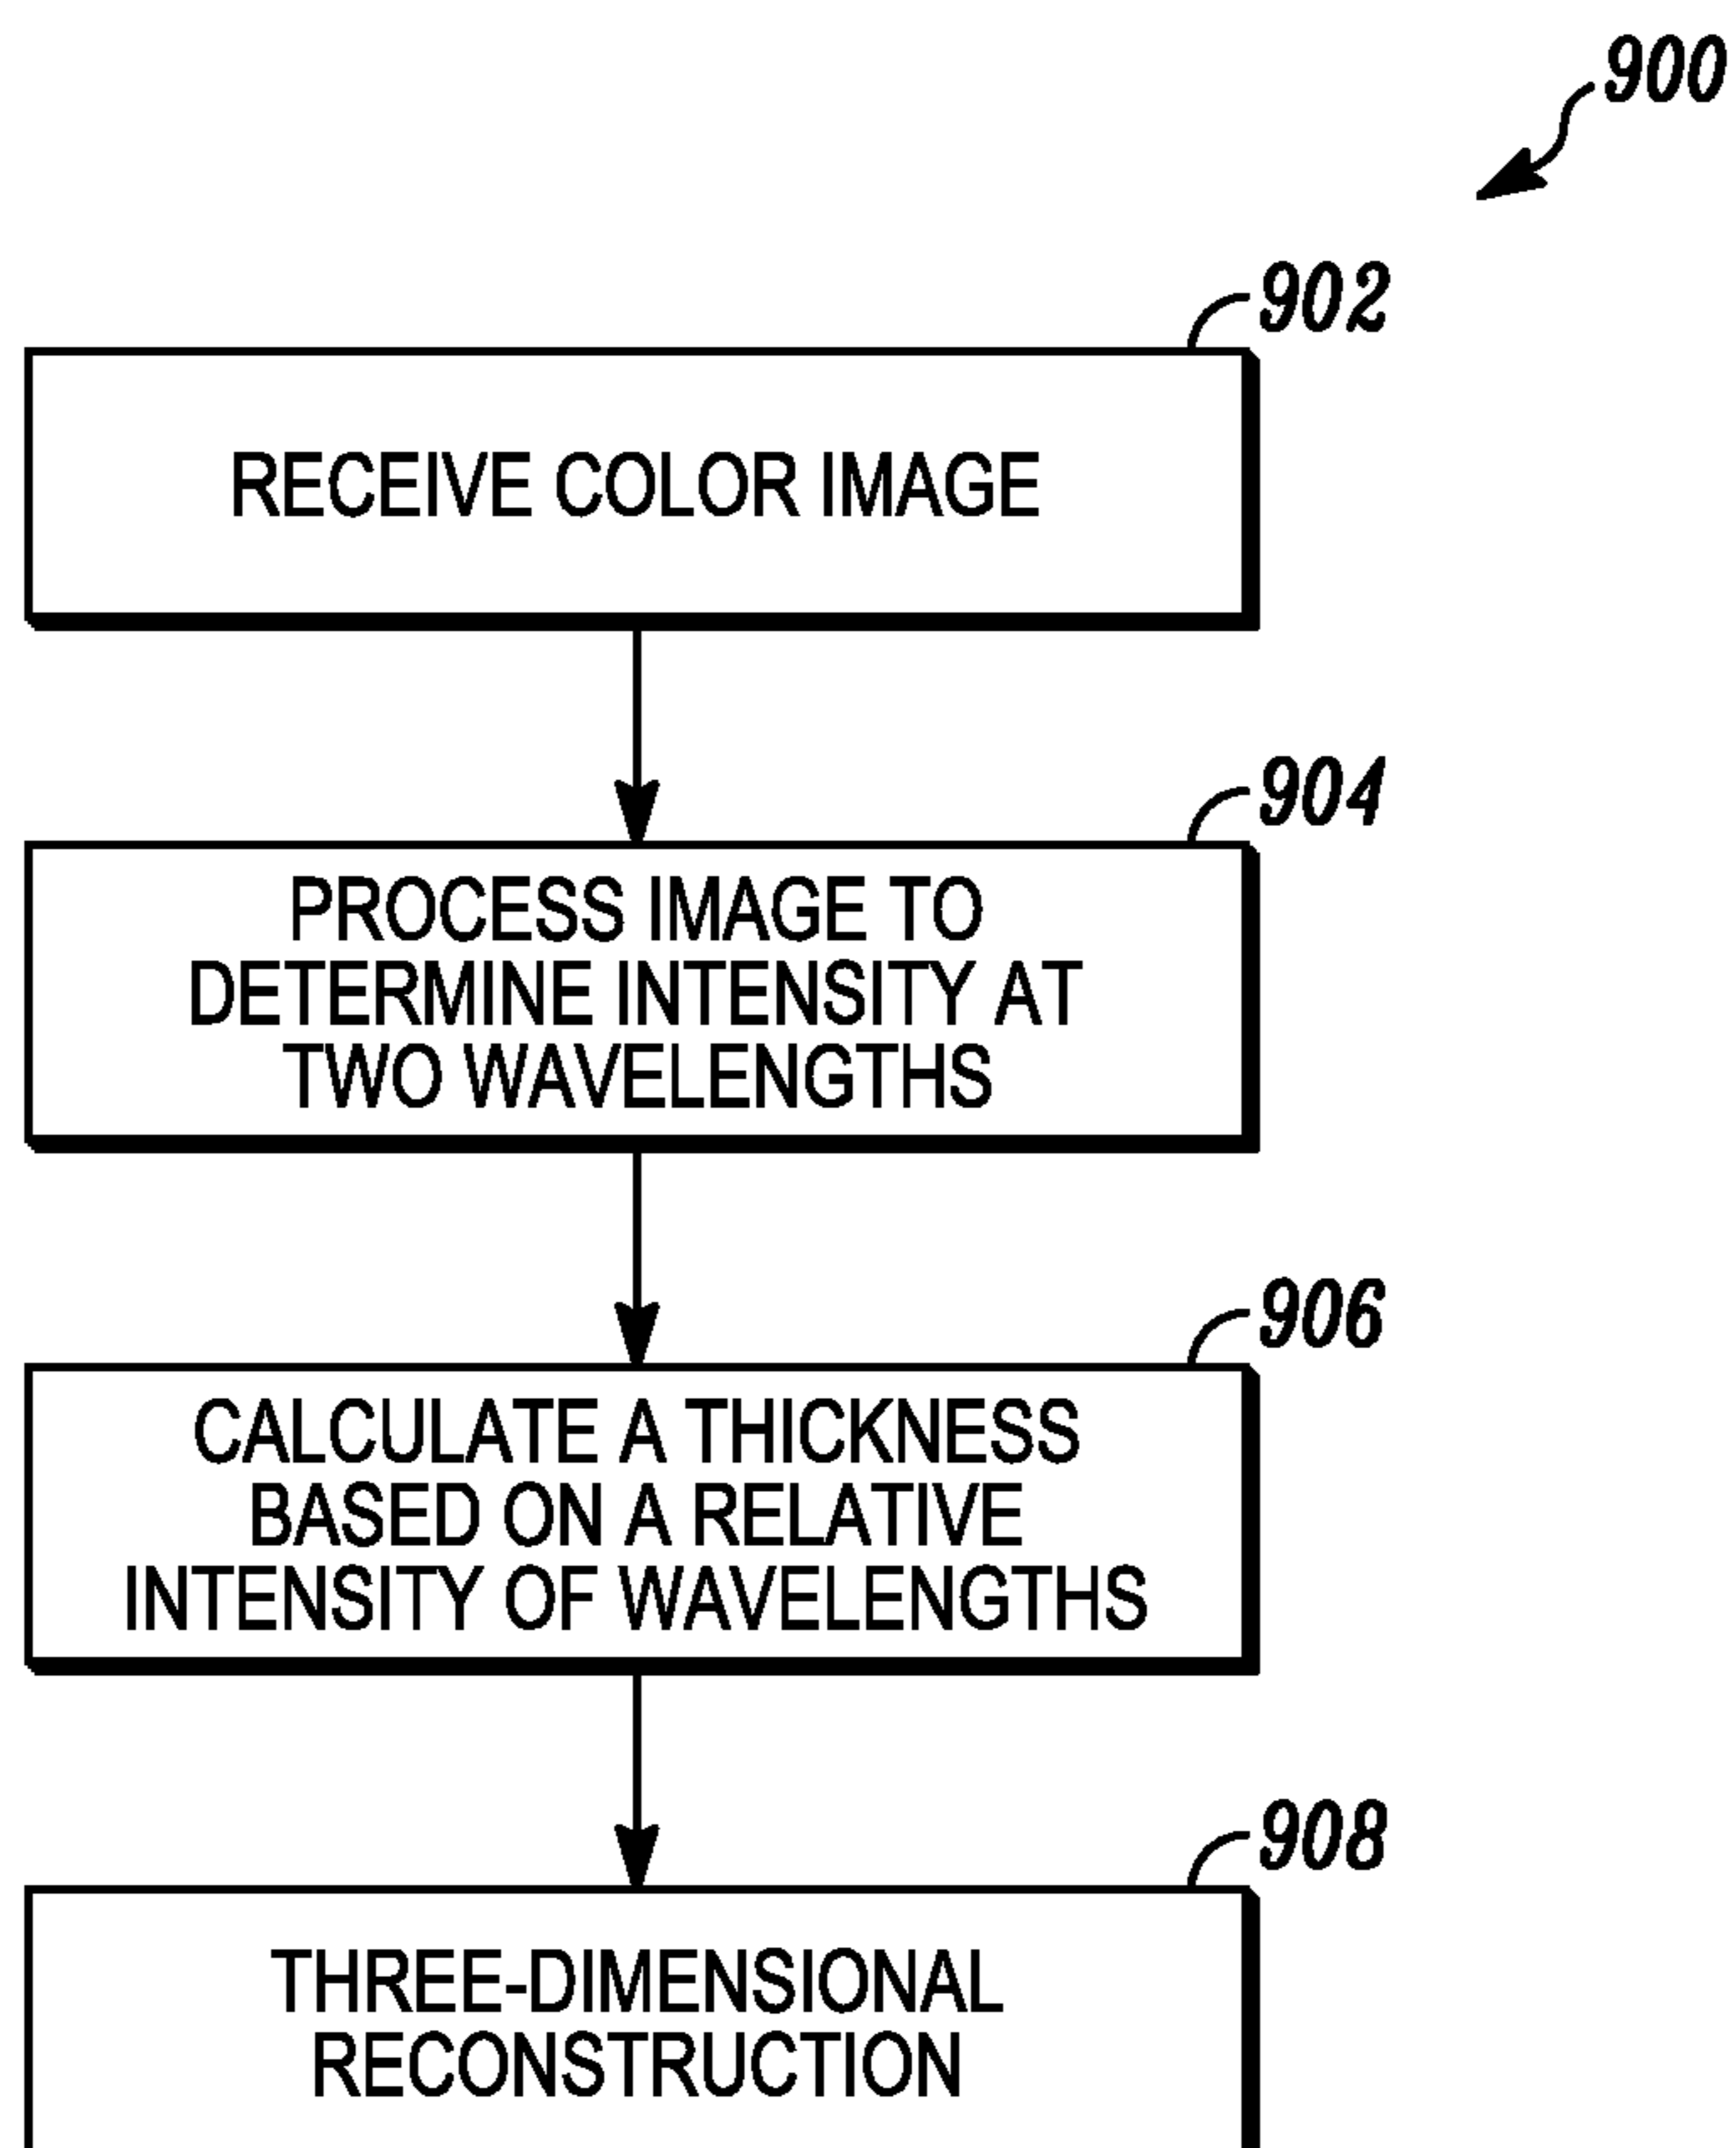 900
902
RECEIVE COLOR IMAGE
904
PROCESS IMAGE TO
DETERMINE INTENSITY AT
TWO WAVELENGTHS
906
CALCULATE A THICKNESS
BASED ON A RELATIVE
INTENSITY OF WAVELENGTHS
908
THREE-DIMENSIONAL
RECONSTRUCTION